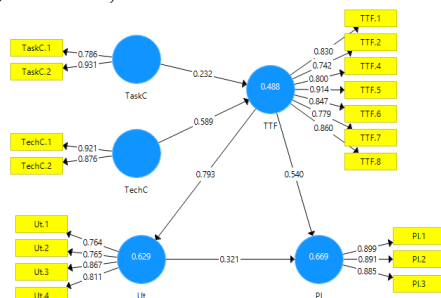 TTF.1
TaskC.1
0.786
0.830
TTF.2
TaskC.2
0.931
0.742
TTF.4
0.232
0.488
0.800
0.914
TTF.5
TaskC
0.847
TTF.6
0.779
TTF
0.860
TTF.7
TechC.1
0.921
0.589
TTF.8
TechC.2
0.876
TechC
0.793
0.540
Ut.1
0.764
PI.1
Ut.2
0.765
0.629
0.669
0.899
Ut.3
0.867
0.321
0.891
PI.2
0.811
0.885
PI.3
Ut.4
Ut
PI